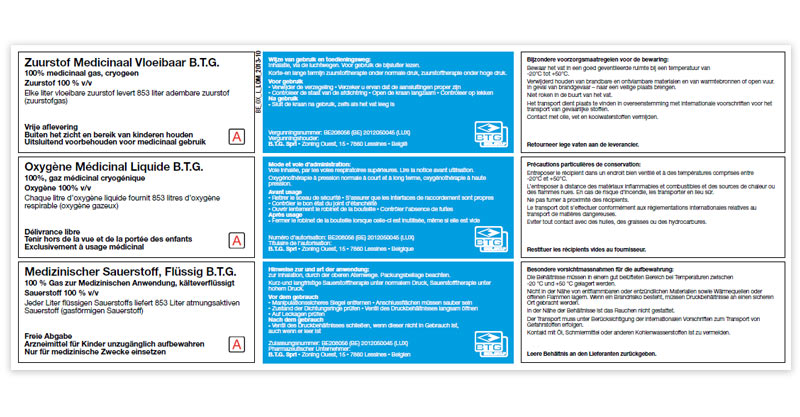 Zuurstof Medicinaal Vloeibaar B.T.G.
100% medicinaal gas, cryogeen
Zuurstof 100 % v/v
Elke liter vloeibare zuurstof levert 853 liter adembare zuurstof
(zuurstofgas)
Vrije aflevering
Buiten het zicht en bereik van kinderen houden
Uitsluitend voorbehouden voor medicinaal gebruik
A
BE_OX_L_LOM_2013-10
Wijze van gebruik en toedieningsweg:
Inhalatie, via de luchtwegen. Voor gebruik de bijsluiter lezen.
Korte-en lange termijn zuurstoftherapie onder normale druk, zuurstoftherapie onder hoge druk.
Voor gebruik
• Verwijder de verzegeling • Verzeker u ervan dat de aansluitingen proper zijn
• Controleer de staat van de afdichting • Open de kraan langzaam • Controleer op lekken
Na gebruik
• Sluit de kraan na gebruik, zelfs als het vat leeg is
Vergunningsnummer: BE208056 (BE) 2012050045 (LUX)
Vergunninghouder:
B.T.G. Sprl • Zoning Ouest, 15 • 7860 Lessines • België
BTG
Bijzondere voorzorgsmaatregelen voor de bewaring:
Bewaar het vat in een goed geventileerde ruimte bij een temperatuur van
-20°C tot +50°C.
Verwijderd houden van brandbare en ontvlambare materialen en van warmtebronnen of open vuur.
In geval van brandgevaar – naar een veilige plaats brengen.
Niet roken in de buurt van het vat.
Het transport dient plaats te vinden in overeenstemming met internationale voorschriften voor het
transport van gevaarlijke stoffen.
Contact met olie, vet en koolwaterstoffen vermijden.
Retourneer lege vaten aan de leverancier.
Oxygène Médicinal Liquide B.T.G.
100%, gaz médicinal cryogénique
Oxygène 100% v/v
Chaque litre d'oxygène liquide fournit 853 litres d'oxygène
respirable (oxygène gazeux)
Délivrance libre
Tenir hors de la vue et de la portée des enfants
Exclusivement à usage médicinal
A
Mode et voie d'administration:
Voie inhalée, par les voies respiratoires supérieures. Lire la notice avant utilisation.
Oxygénothérapie à pression normale à court et à long terme, oxygénothérapie à haute
pression.
Avant usage
• Retirer le sceau de sécurité • S'assurer que les interfaces de raccordement sont propres
• Contrôler le bon état du joint d'étanchéité
• Ouvrir lentement le robinet de la bouteille • Contrôler l'absence de fuites
Après usage
• Fermer le robinet de la bouteille lorsque celle-ci est inutilisée, même si elle est vide
Numéro d'autorisation: BE208056 (BE) 2012050045 (LUX)
Titulaire de l'autorisation:
B.T.G. Sprl • Zoning Ouest, 15 • 7860 Lessines • Belgique
BTG
Précautions particulières de conservation:
Entreposer le recipient dans un endroit bien ventilé et à des températures comprises entre
-20°C et +50°C.
L'entreposer à distance des matériaux inflammables et combustibles et des sources de chaleur ou
des flammes nues. En cas de risque d'incendie, les transporter en lieu sûr.
Ne pas fumer à proximité des récipients.
Le transport doit s'effectuer conformément aux réglementations internationales relatives au
transport de matières dangereuses.
Éviter tout contact avec des huiles, des graisses ou des hydrocarbures.
Restituer les récipients vides au fournisseur.
Medizinischer Sauerstoff, Flüssig B.T.G.
100 % Gas zur Medizinischen Anwendung, kälteverflüssigt
Sauerstoff 100 % v/v
Jeder Liter flüssigen Sauerstoffs liefert 853 Liter atmungsaktiven
Sauerstoff (gasförmigen Sauerstoff)
Freie Abgabe
Arzneimittel für Kinder unzugänglich aufbewahren
Nur für medizinische Zwecke einsetzen
A
Hinweise zur und art der anwendung:
zur Inhalation, durch der oberen Atemwege. Packungsbeilage beachten.
Kurz-und langfristige Sauerstofftherapie unter normalem Druck, Sauerstofftherapie unter
hohem Druck.
Vor dem gebrauch
• Manipulationssicheres Siegel entfernen • Anschlussflächen müssen sauber sein
• Zustand der Dichtungsringe prüfen • Ventil des Druckbehältnisses langsam öffnen
• Auf Leckagen prüfen
Nach dem gebrauch
• Ventil des Druckbehältnisses schließen, wenn dieser nicht in Gebrauch ist,
auch wenn er leer ist
Zulassungsnummer: BE208056 (BE) 2012050045 (LUX)
Pharmazeutischer Unternehmer:
B.T.G. Sprl • Zoning Ouest, 15 • 7860 Lessines • Belgien
BTG
Besondere vorsichtmassnahmen für die aufbewahrung:
Die Behältnisse müssen in einem gut belüfteten Bereich bei Temperaturen zwischen
-20 °C und +50 °C gelagert werden.
Nicht in der Nähe von entflammbaren oder entzündlichen Materialien sowie Wärmequellen oder
offenen Flammen lagern. Wenn ein Brandrisiko besteht, müssen Druckbehältnisse an einen sicheren
Ort gebracht werden.
In der Nähe der Behältnisse ist das Rauchen nicht gestattet.
Der Transport muss unter Berücksichtigung der internationalen Vorschriften zum Transport von
Gefahrstoffen erfolgen.
Kontakt mit Öl, Schmiermittel oder anderen Kohlenwasserstoffen ist zu vermeiden.
Leere Behältnis an den Lieferanten zurückgeben.